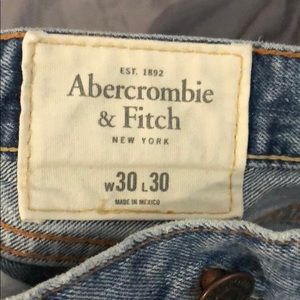 EST. 1892
Abercrombie
& Fitch
NEW YORK
W30 L30
MADE IN MEXICO